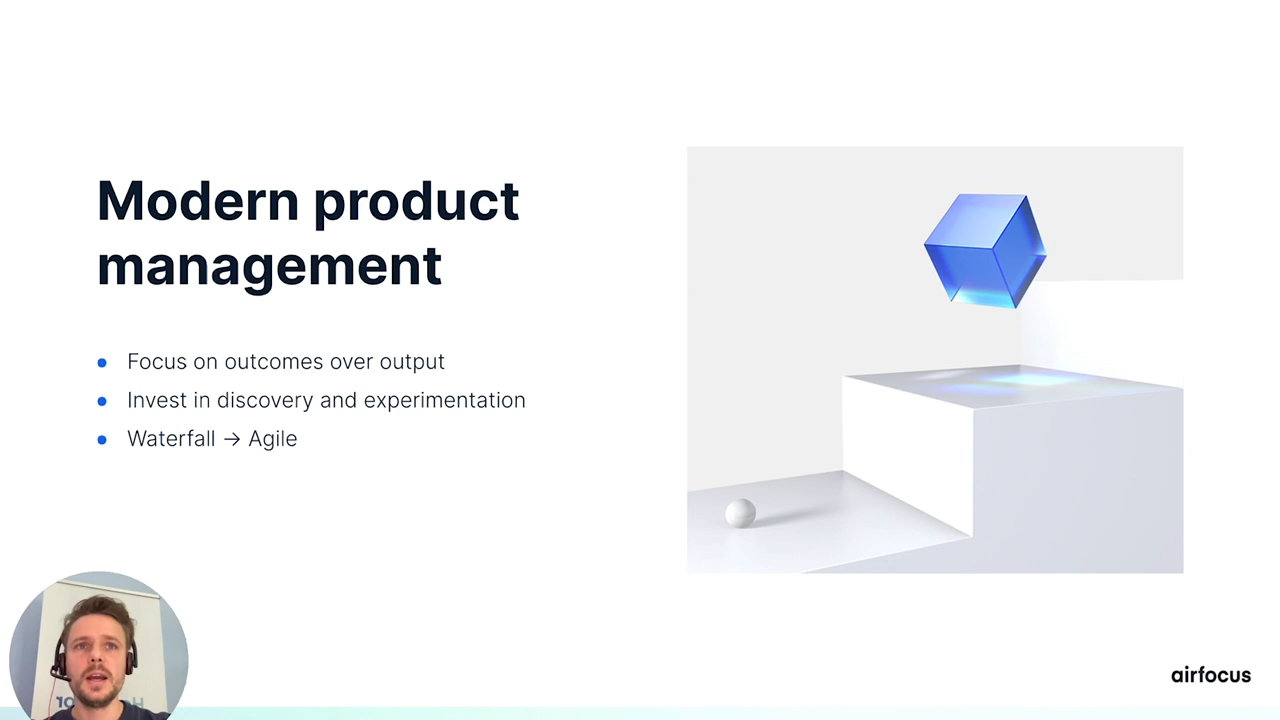 Modern product
management
• Focus on outcomes over output
• Invest in discovery and experimentation
• Waterfall → Agile
airfocus